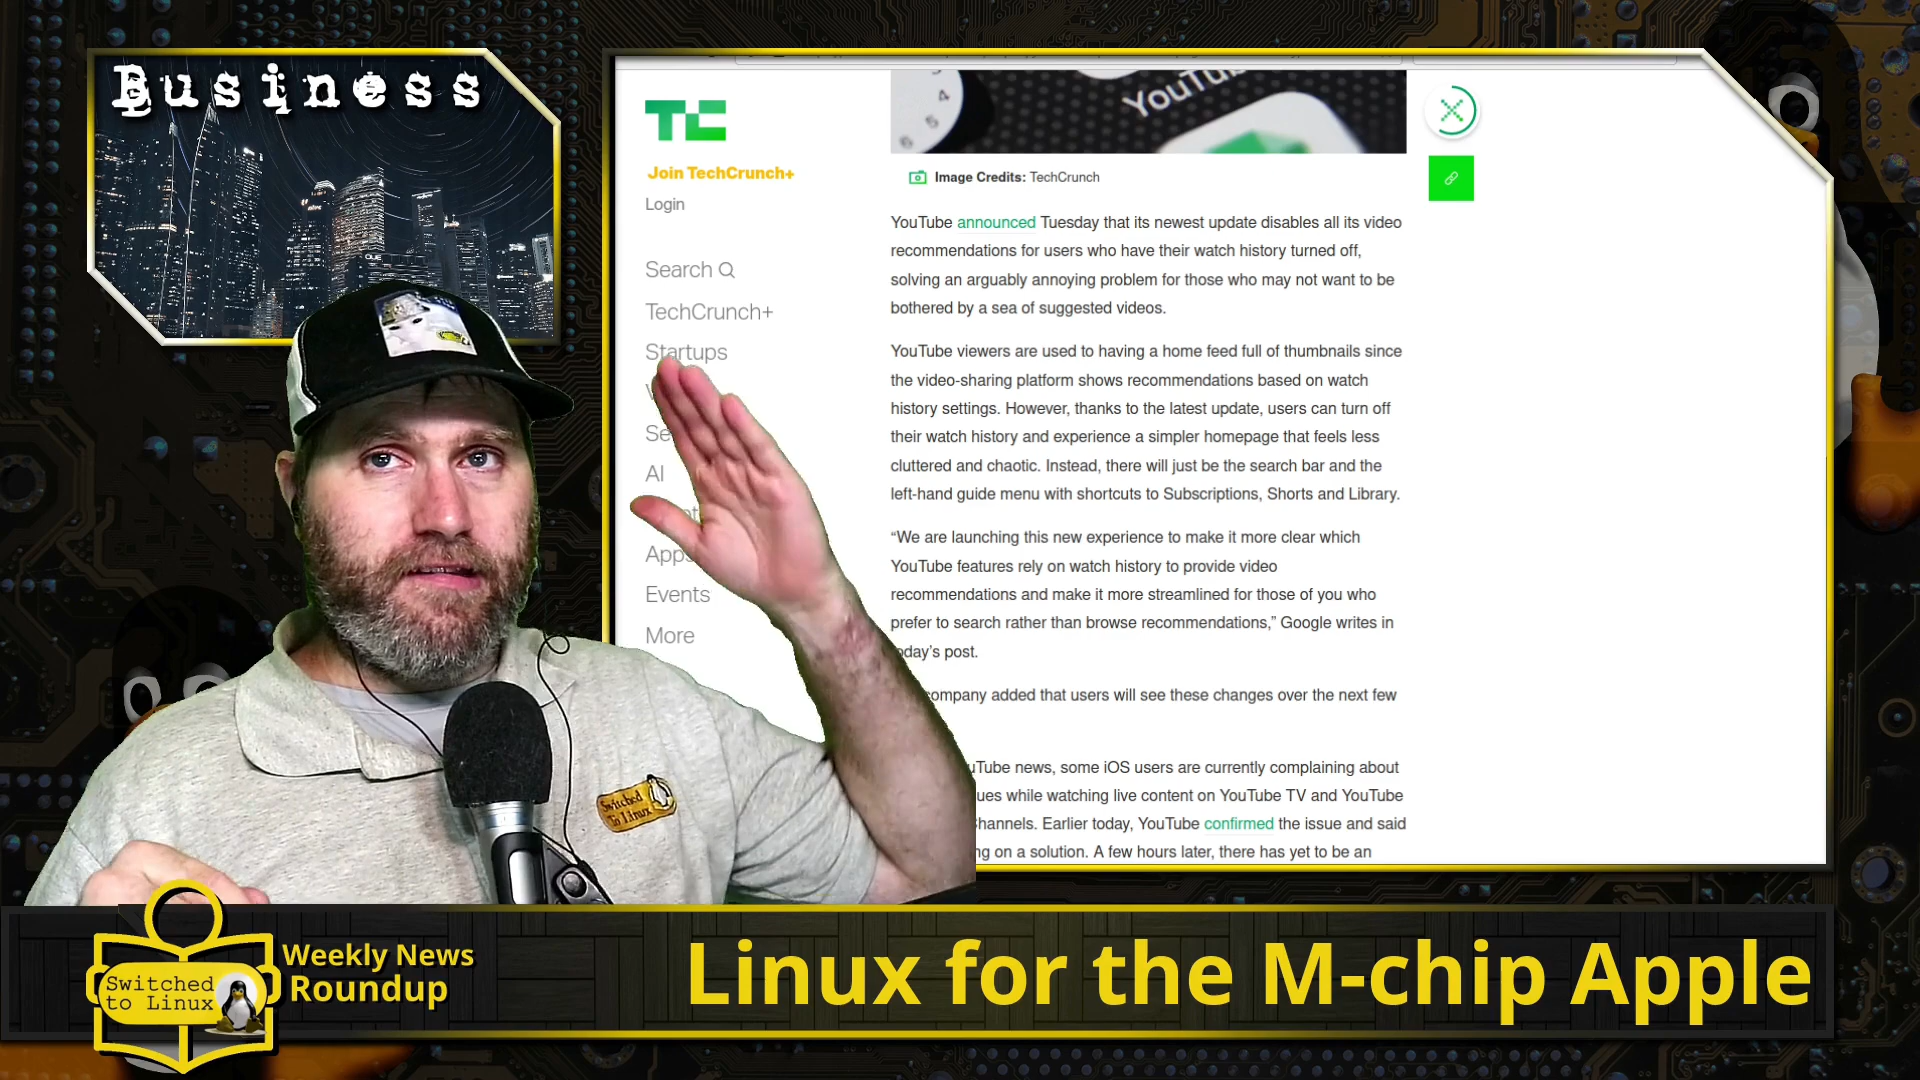 Business
TC
Join TechCrunch+
Login
Search
TechCrunch+
Startups
AI
Events
More
YouTube
Image Credits: TechCrunch
YouTube announced Tuesday that its newest update disables all its video
recommendations for users who have their watch history turned off,
solving an arguably annoying problem for those who may not want to be
bothered by a sea of suggested videos.
YouTube viewers are used to having a home feed full of thumbnails since
the video-sharing platform shows recommendations based on watch
history settings. However, thanks to the latest update, users can turn off
their watch history and experience a simpler homepage that feels less
cluttered and chaotic. Instead, there will just be the search bar and the
left-hand guide menu with shortcuts to Subscriptions, Shorts and Library.
“We are launching this new experience to make it more clear which
YouTube features rely on watch history to provide video
recommendations and make it more streamlined for those of you who
prefer to search rather than browse recommendations,” Google writes in
today’s post.
company added that users will see these changes over the next few
news, some iOS users are currently complaining about
while watching live content on YouTube TV and YouTube
Channels. Earlier today, YouTube confirmed the issue and said
on a solution. A few hours later, there has yet to be an
Switched
to Linux
Switched
to Linux
Weekly News
Roundup
Linux for the M-chip Apple